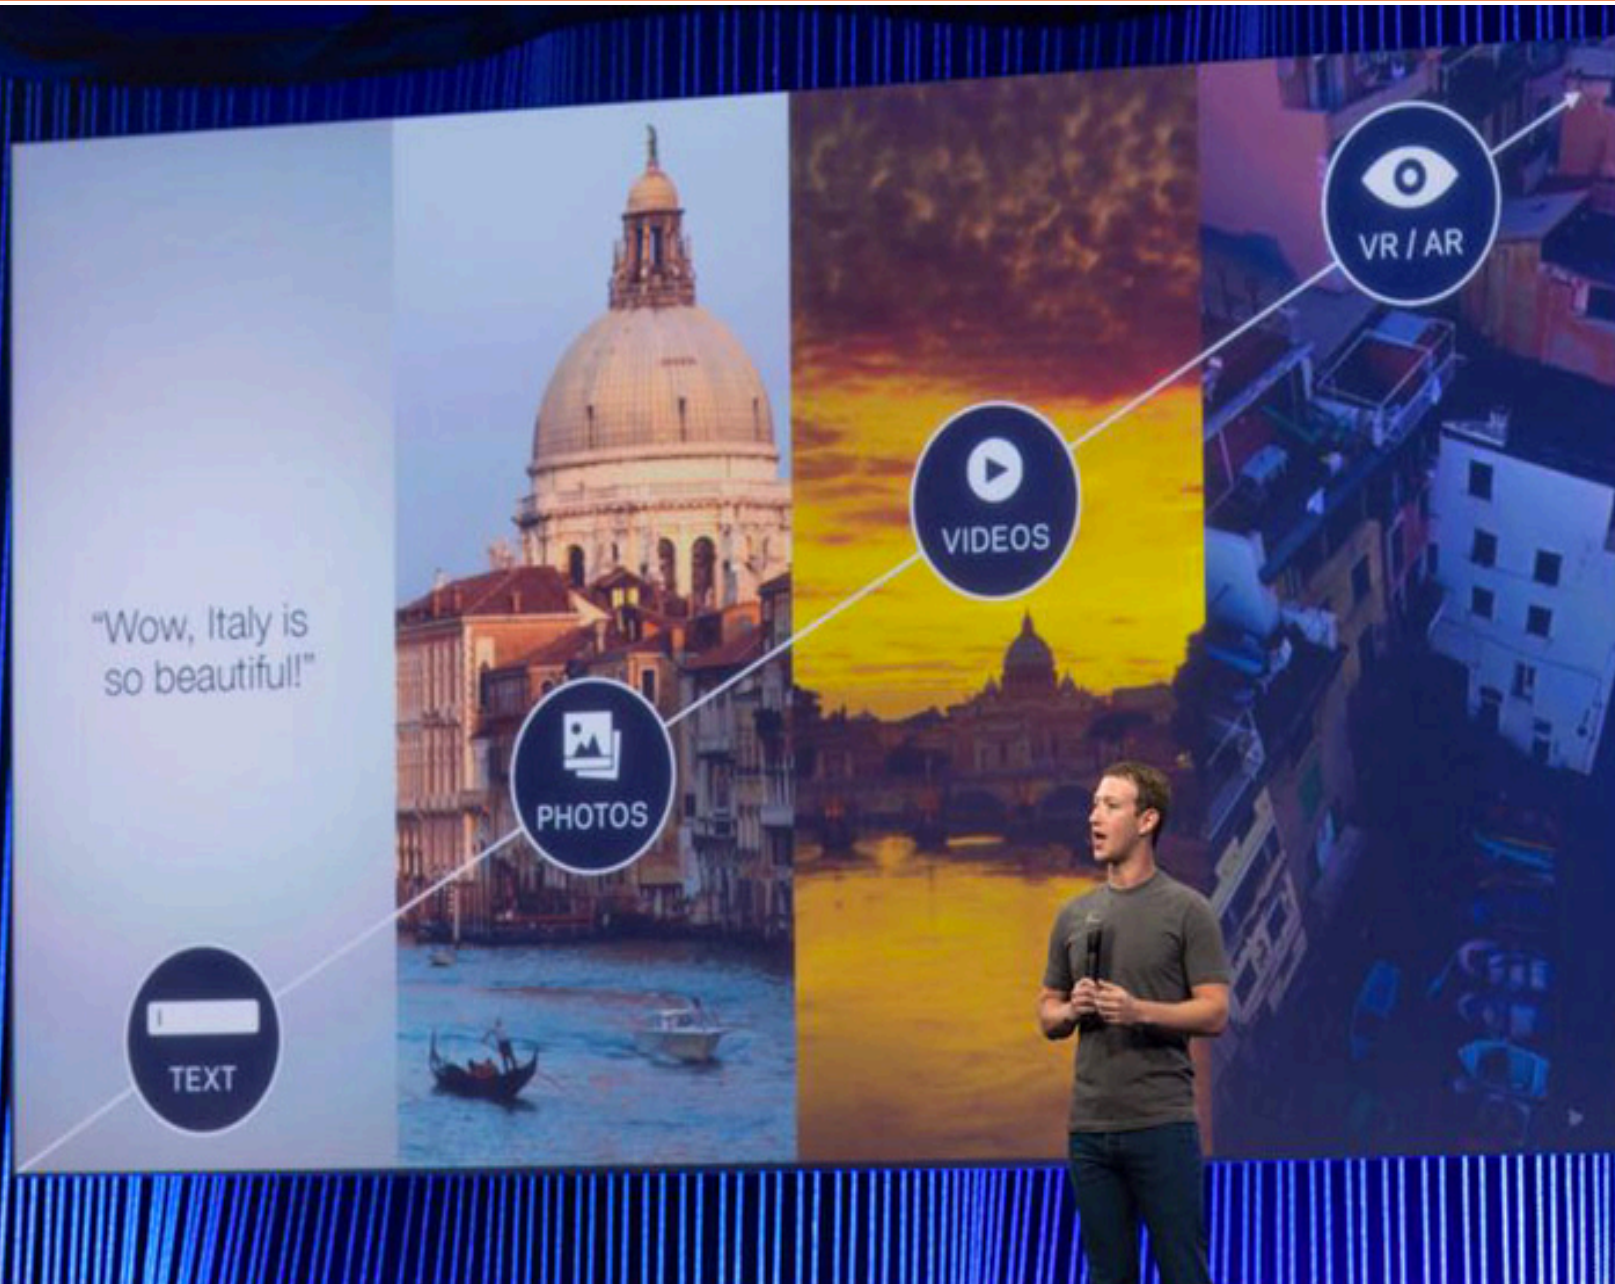 “Wow, Italy is
so beautiful!”
TEXT
PHOTOS
VIDEOS
VR / AR